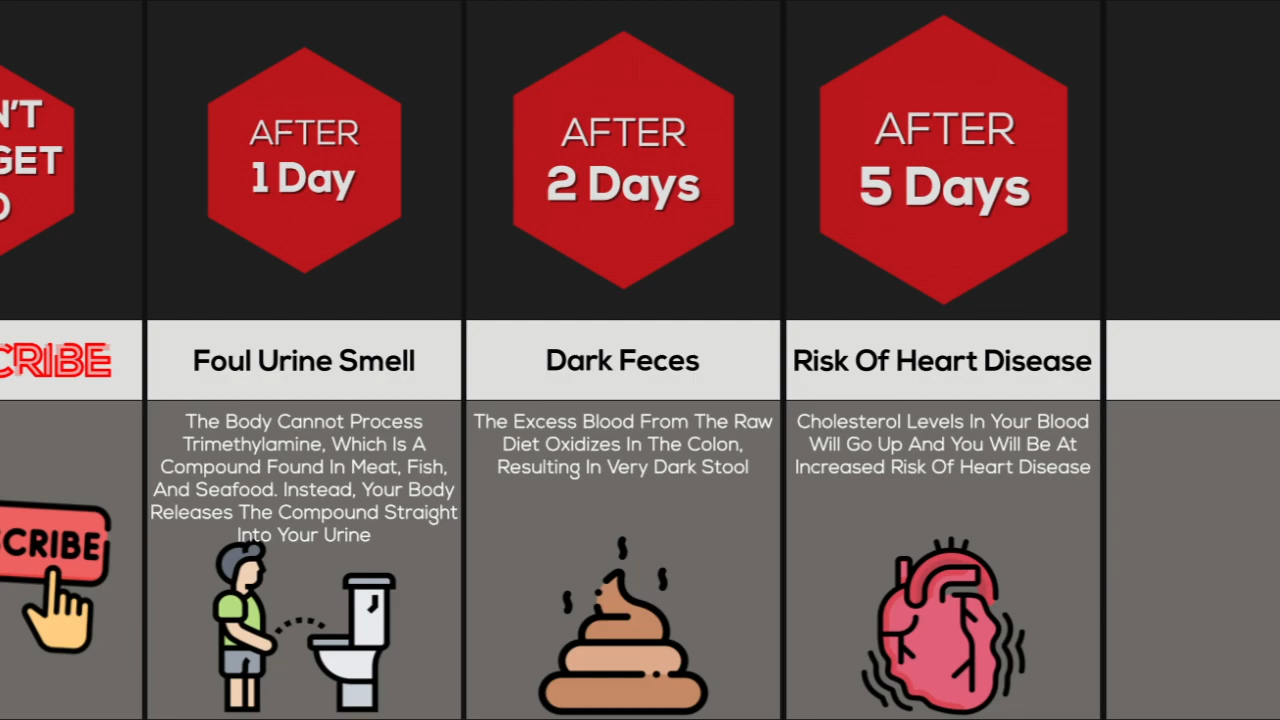 N'T
GET
AFTER
1 Day
AFTER
2 Days
AFTER
5 Days
CRIBE
Foul Urine Smell
Dark Feces
Risk Of Heart Disease
The Body Cannot Process
Trimethylamine, Which Is A
Compound Found In Meat, Fish,
And Seafood. Instead, Your Body
Releases The Compound Straight
Into Your Urine
The Excess Blood From The Raw
Diet Oxidizes In The Colon,
Resulting In Very Dark Stool
Cholesterol Levels In Your Blood
Will Go Up And You Will Be At
Increased Risk Of Heart Disease
SCRIBE